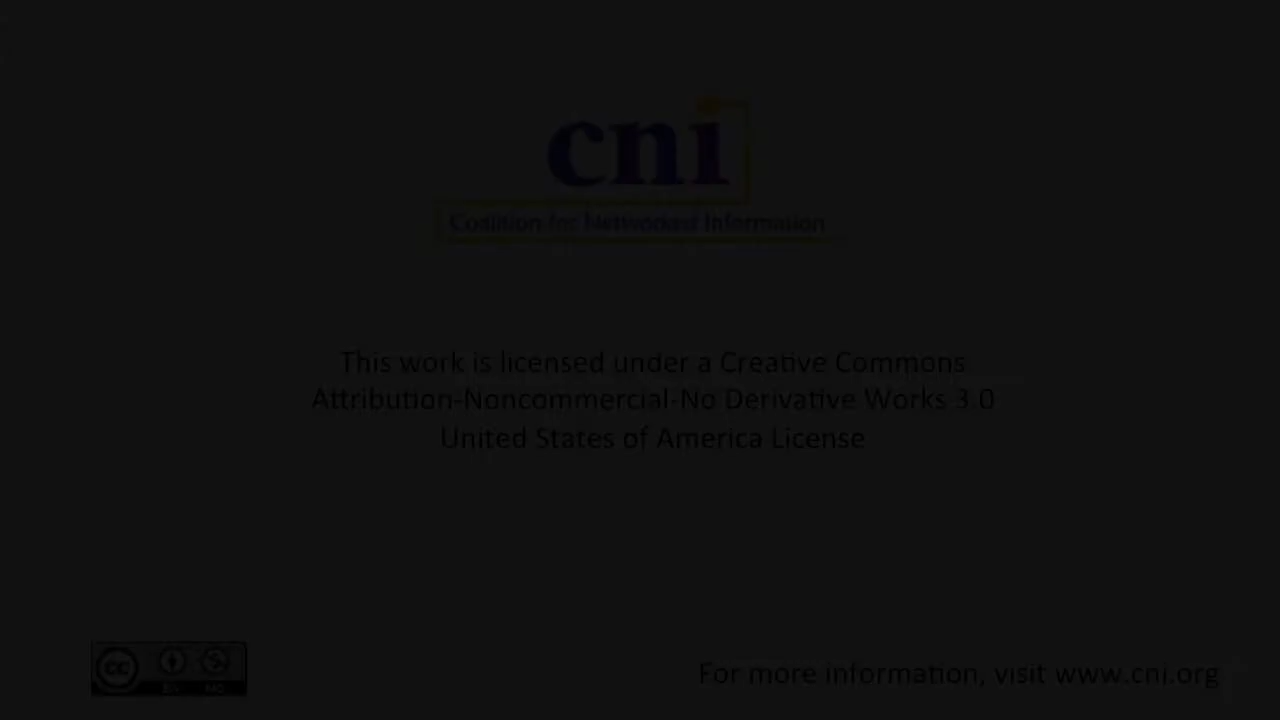 cni
Coalition for Networked Information
This work is licensed under a Creative Commons
Attribution-Noncommercial-No Derivative Works 3.0
United States of America License
cc
For more information, visit www.cni.org